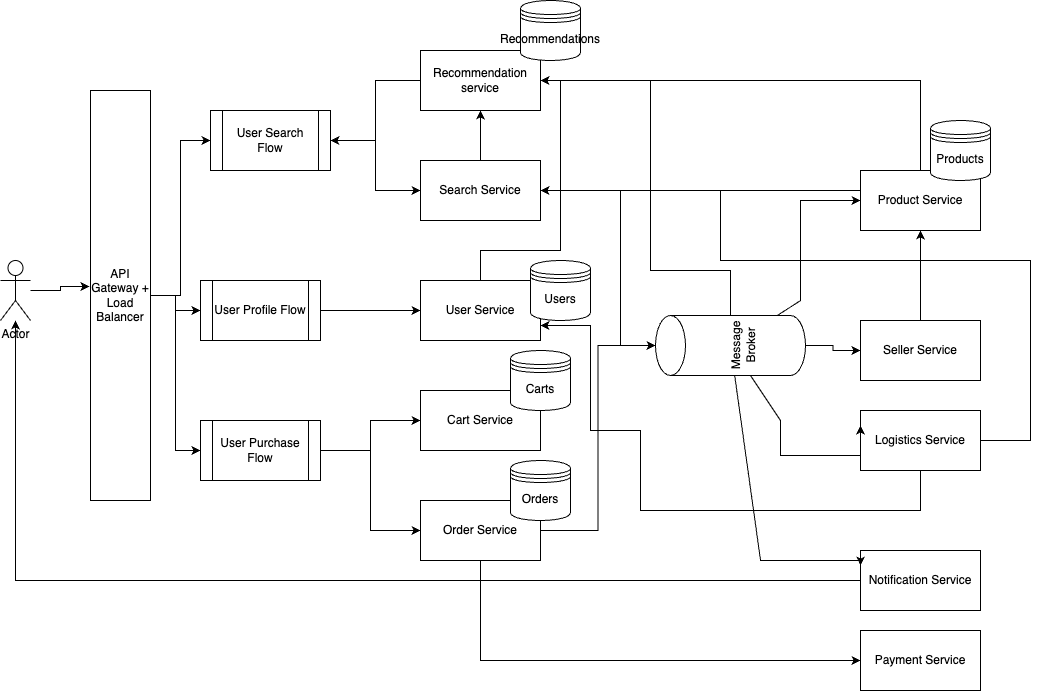 Recommendations
Recommendation
service
User Search
Flow
Products
Search Service
Product Service
API
Gateway +
Load
Balancer
Users
User Profile Flow
User Service
Actor
Message
Broker
Seller Service
Carts
Cart Service
User Purchase
Flow
Logistics Service
Orders
Order Service
Notification Service
Payment Service